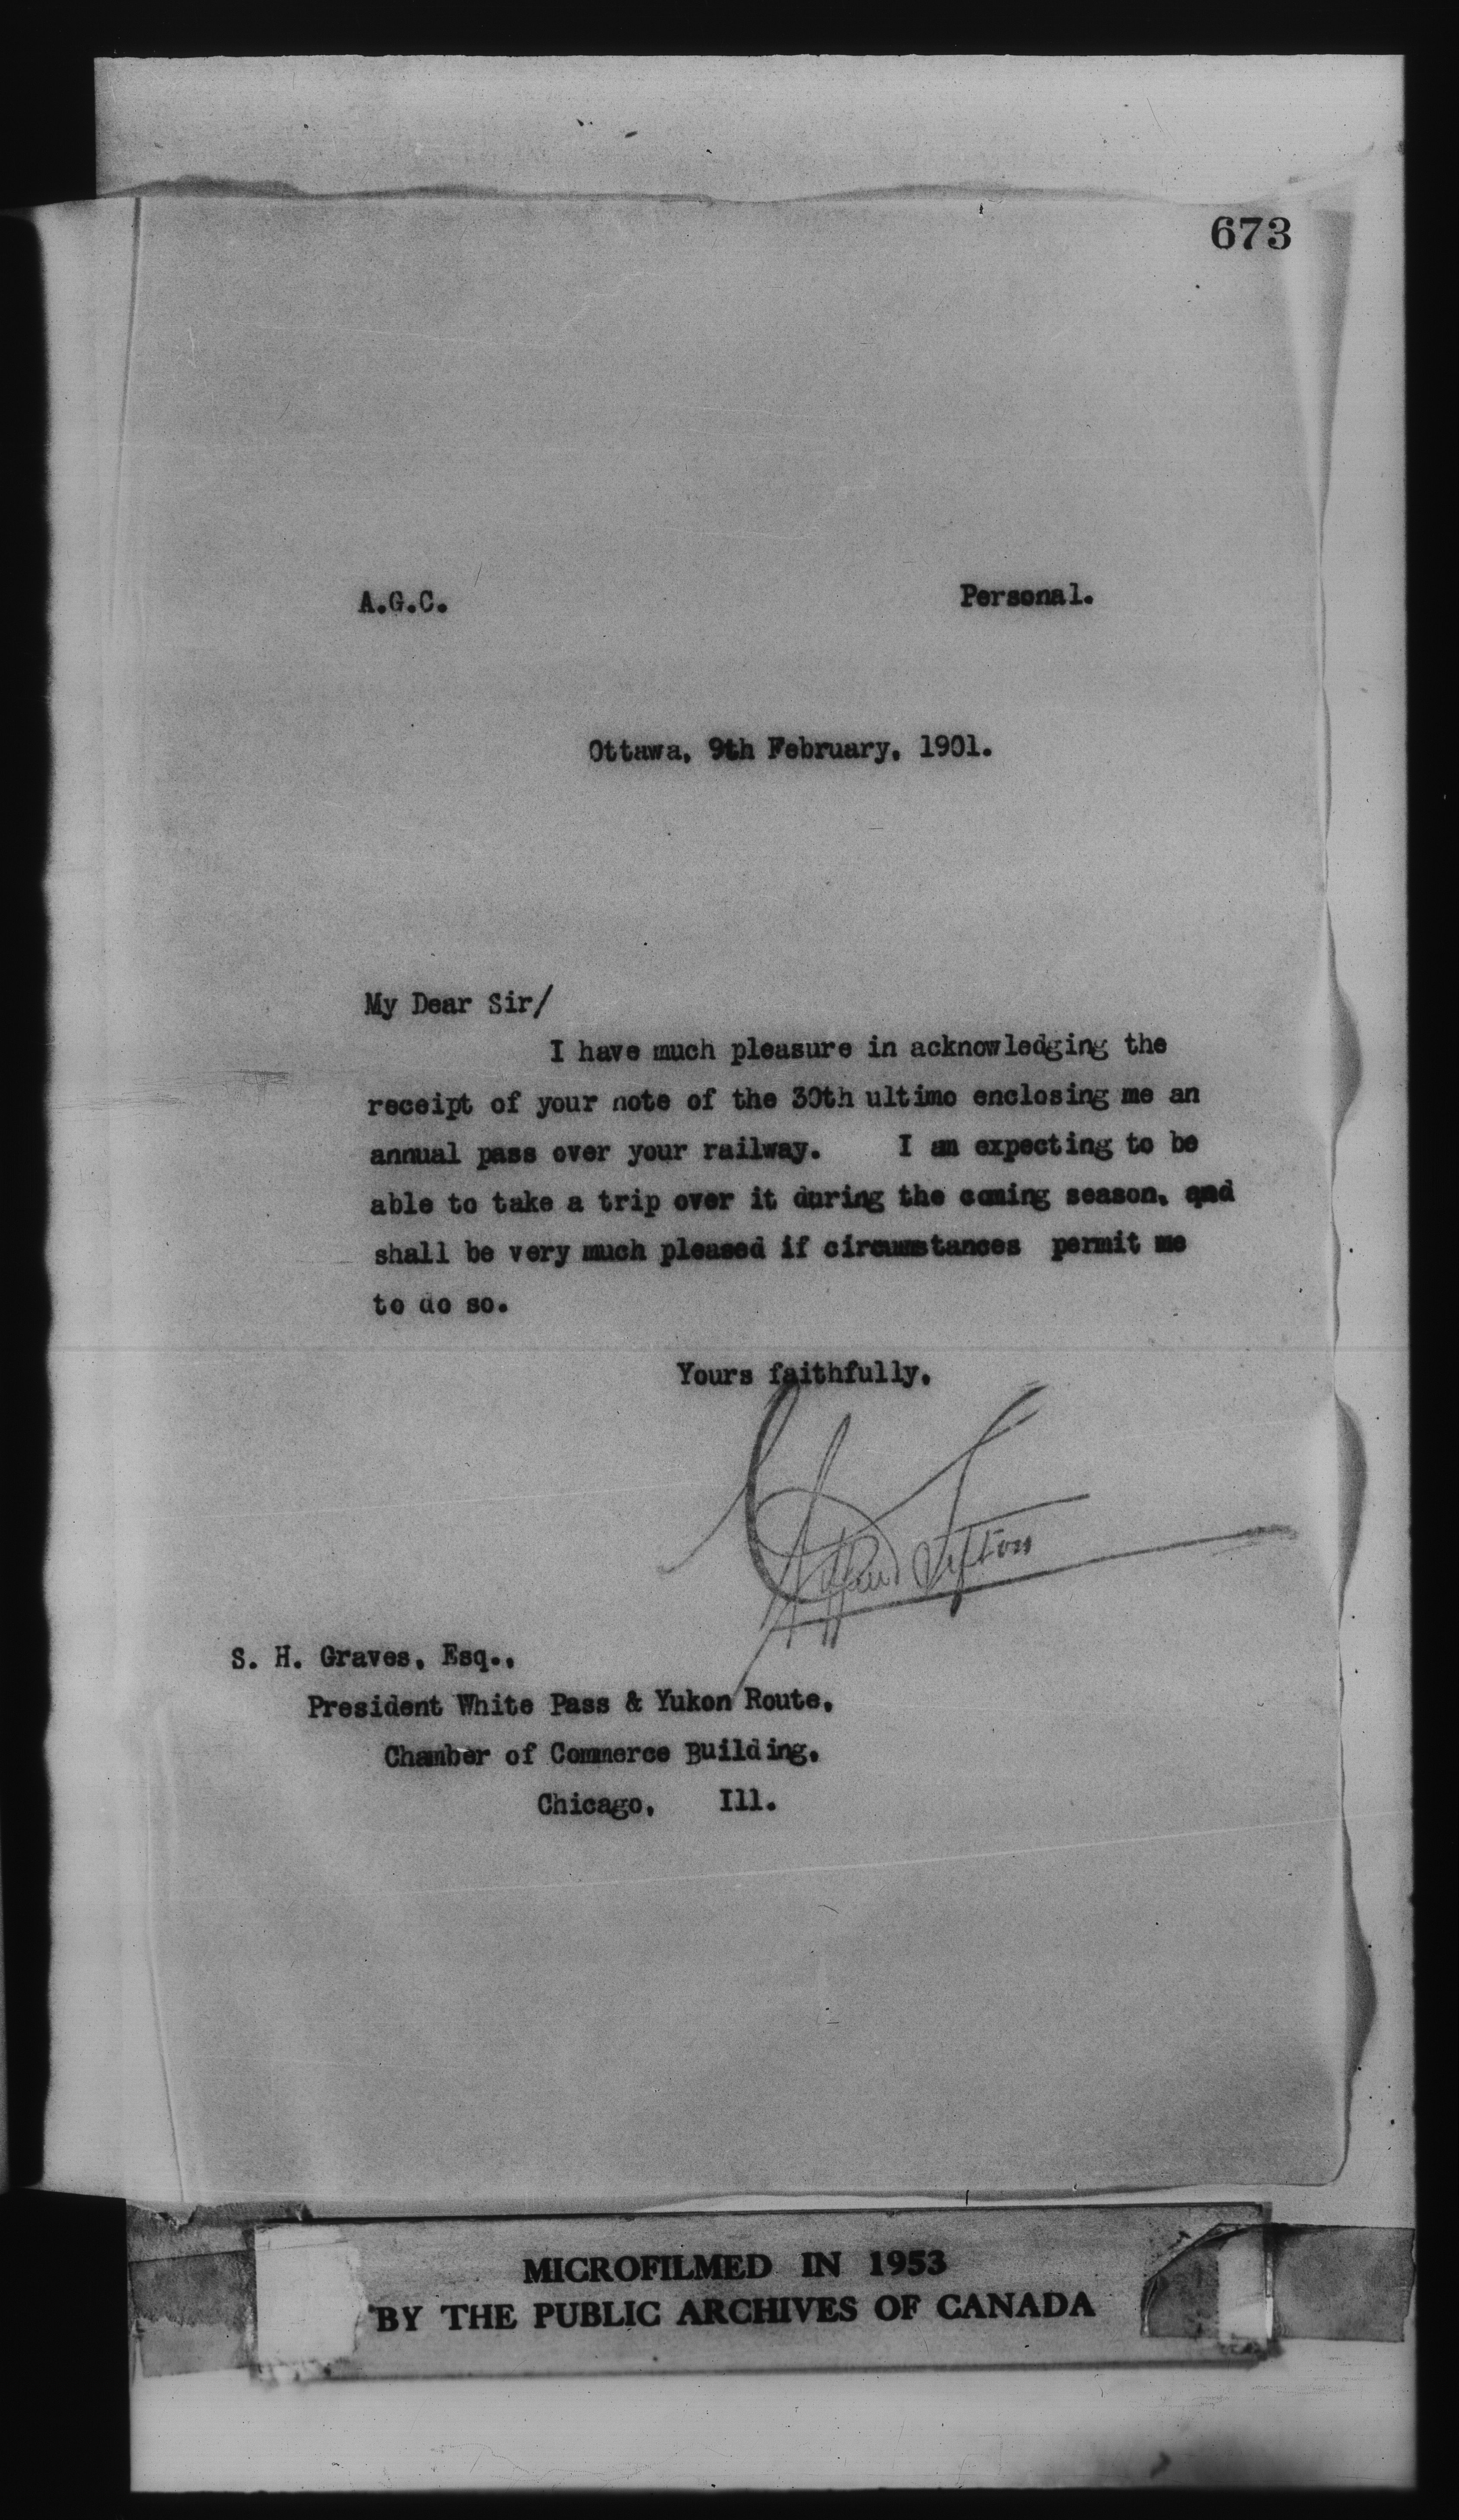 673
A.G.C. Personal.
Ottawa, 9th February, 1901.
My Dear Sir/
I have much pleasure in acknowledging the
receipt of your note of the 30th ultimo enclosing me an
annual pass over your railway. I am expecting to be
able to take a trip over it during the coming season, and
shall be very much pleased if circumstances permit me
to do so.
Yours faithfully,
Clifford Sifton
S. H. Graves, Esq.,
President White Pass & Yukon Route,
Chamber of Commerce Building,
Chicago, Ill.
MICROFILMED IN 1953
BY THE PUBLIC ARCHIVES OF CANADA